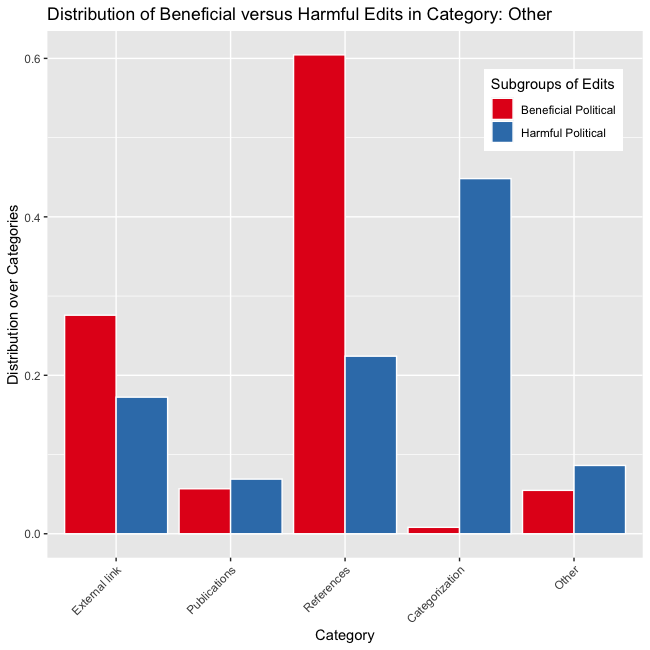 Distribution of Beneficial versus Harmful Edits in Category: Other
Subgroups of Edits
Beneficial Political
Harmful Political
Distribution over Categories
0.6
0.4
0.2
0.0
External link
Publications
References
Categorization
Other
Category